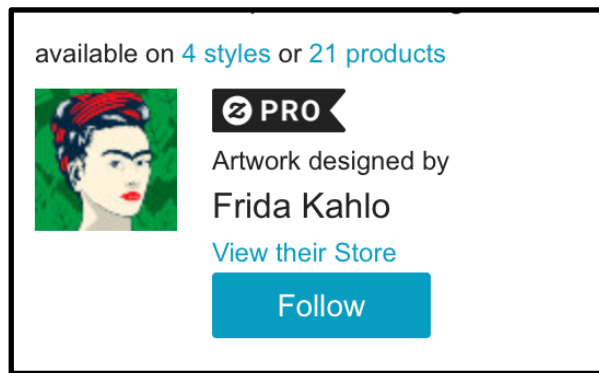 available on 4 styles or 21 products
PRO
Artwork designed by
Frida Kahlo
View their Store
Follow